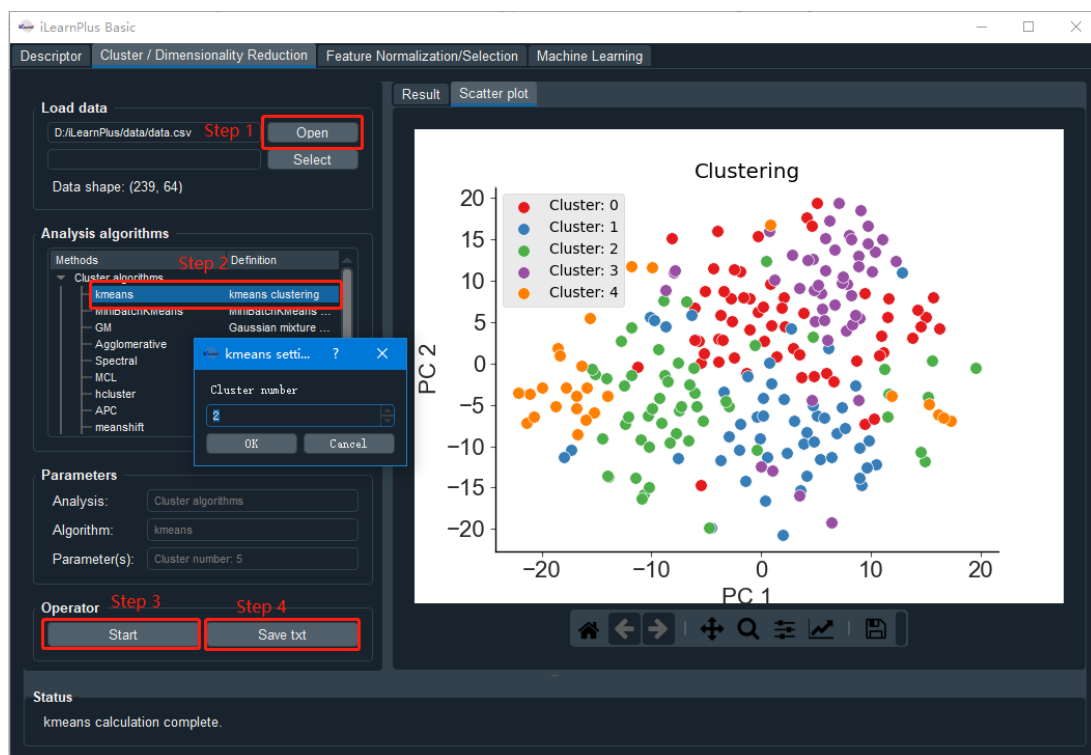 iLearnPlus Basic
Descriptor Cluster / Dimensionality Reduction Feature Normalization/Selection Machine Learning
Load data
D:/iLearnPlus/data/data.csv Step 1 Open
Select
Data shape: (239, 64)
Analysis algorithms
Methods Definition
Step 2
Cluster algorithms
kmeans kmeans clustering
MiniBatchKMeans MiniBatchKMeans ...
GM Gaussian mixture ...
Agglomerative
Spectral
MCL
hcluster
APC
meanshift
kmeans setti... ?
Cluster number
2
OK Cancel
Parameters
Analysis: Cluster algorithms
Algorithm: kmeans
Parameter(s): Cluster number: 5
Operator
Step 3 Step 4
Start Save txt
Result Scatter plot
Clustering
Cluster: 0
Cluster: 1
Cluster: 2
Cluster: 3
Cluster: 4
20
15
10
5
0
−5
−10
−15
−20
PC 2
−20 −10 0 10 20
PC 1
Status
kmeans calculation complete.